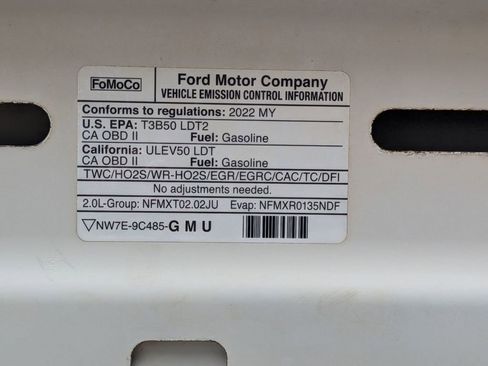 FoMoCo
Ford Motor Company
VEHICLE EMISSION CONTROL INFORMATION
Conforms to regulations: 2022 MY
U.S. EPA: T3B50 LDT2
CA OBD II Fuel: Gasoline
California: ULEV50 LDT
CA OBD II Fuel: Gasoline
TWC/HO2S/WR-HO2S/EGR/EGRC/CAC/TC/DFI
No adjustments needed.
2.0L-Group: NFMXT02.02JU Evap: NFMXR0135NDF
▽NW7E-9C485-GMU